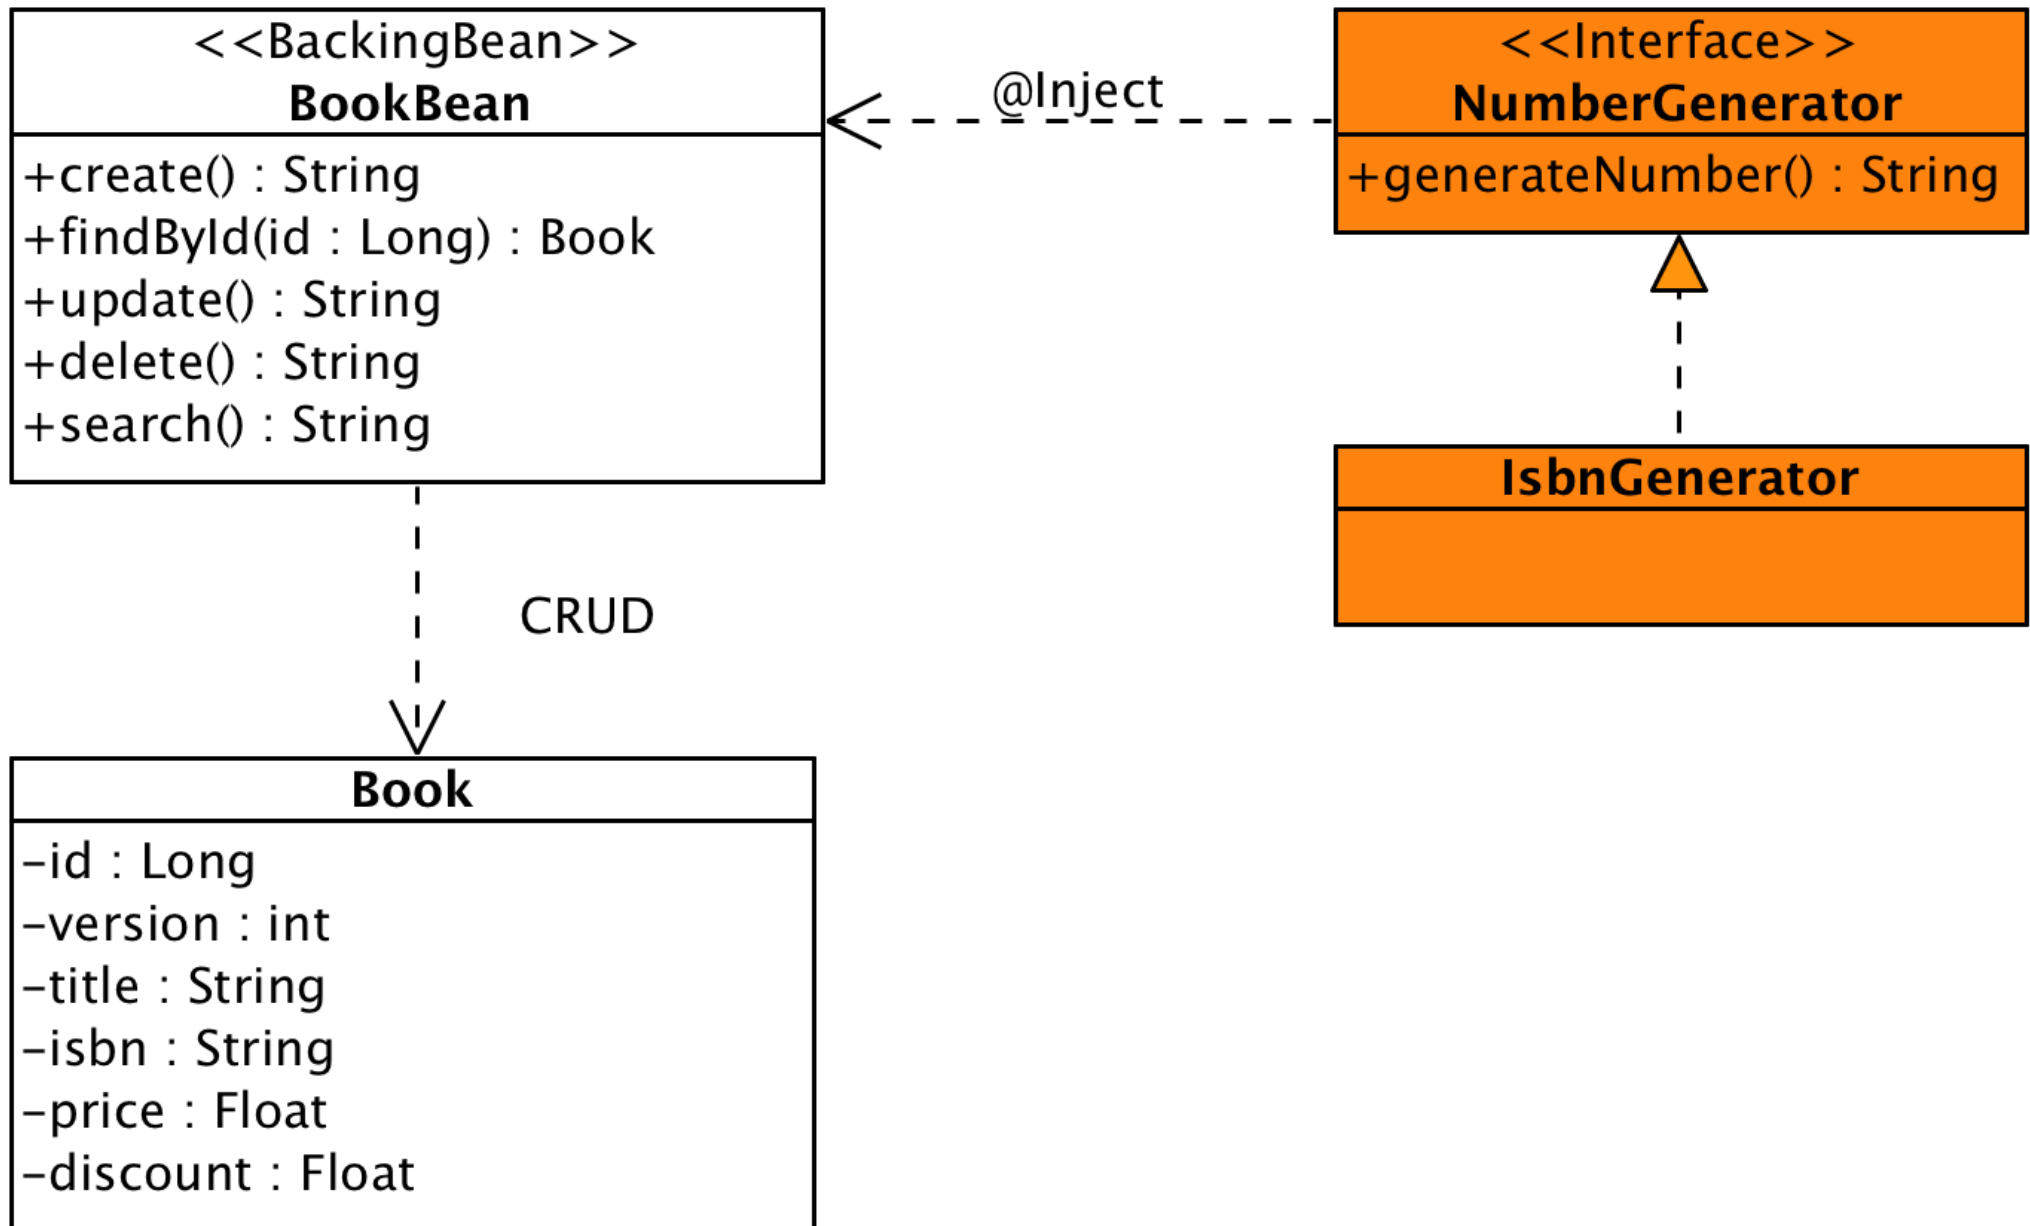 <<BackingBean>>
BookBean
+create() : String
+findById(id : Long) : Book
+update() : String
+delete() : String
+search() : String
@Inject
<<Interface>>
NumberGenerator
+generateNumber() : String
IsbnGenerator
CRUD
Book
-id : Long
-version : int
-title : String
-isbn : String
-price : Float
-discount : Float